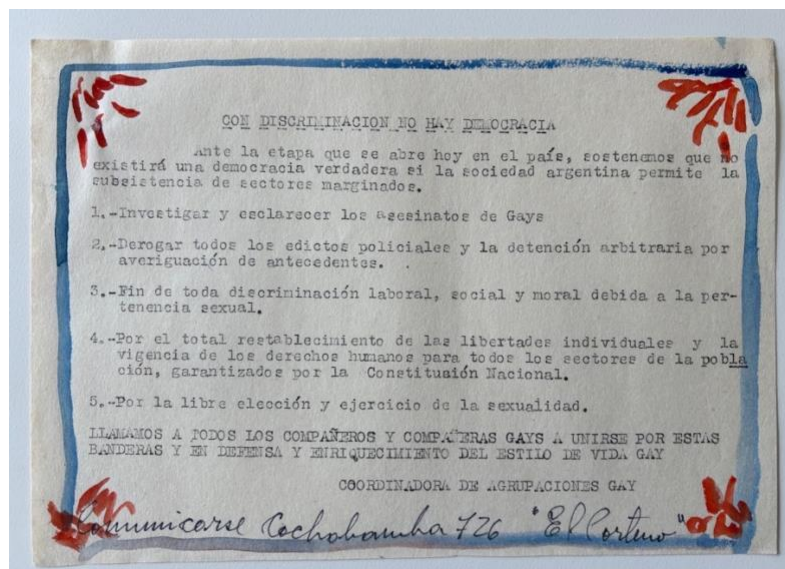 CON DISCRIMINACION NO HAY DEMOCRACIA
Ante la etapa que se abre hoy en el país, sostenemos que no
existirá una democracia verdadera si la sociedad argentina permite la
subsistencia de sectores marginados.
1.-Investigar y esclarecer los asesinatos de Gays
2.-Derogar todos los edictos policiales y la detención arbitraria por
averiguación de antecedentes. .
3.-Fin de toda discriminación laboral, social y moral debida a la per-
tenencia sexual.
4.-Por el total restablecimiento de las libertades individuales y la
vigencia de los derechos humanos para todos los sectores de la pobla
ción, garantizados por la Constitusión Nacional.
5.-Por la libre elección y ejercicio de la sexualidad.
LLAMAMOS A TODOS LOS COMPAÑEROS Y COMPAÑERAS GAYS A UNIRSE POR ESTAS
BANDERAS Y EN DEFENSA Y ENRIQUECIMIENTO DEL ESTILO DE VIDA GAY
COORDINADORA DE AGRUPACIONES GAY
Comunicarse Cochabamba 726 "El Porteno"